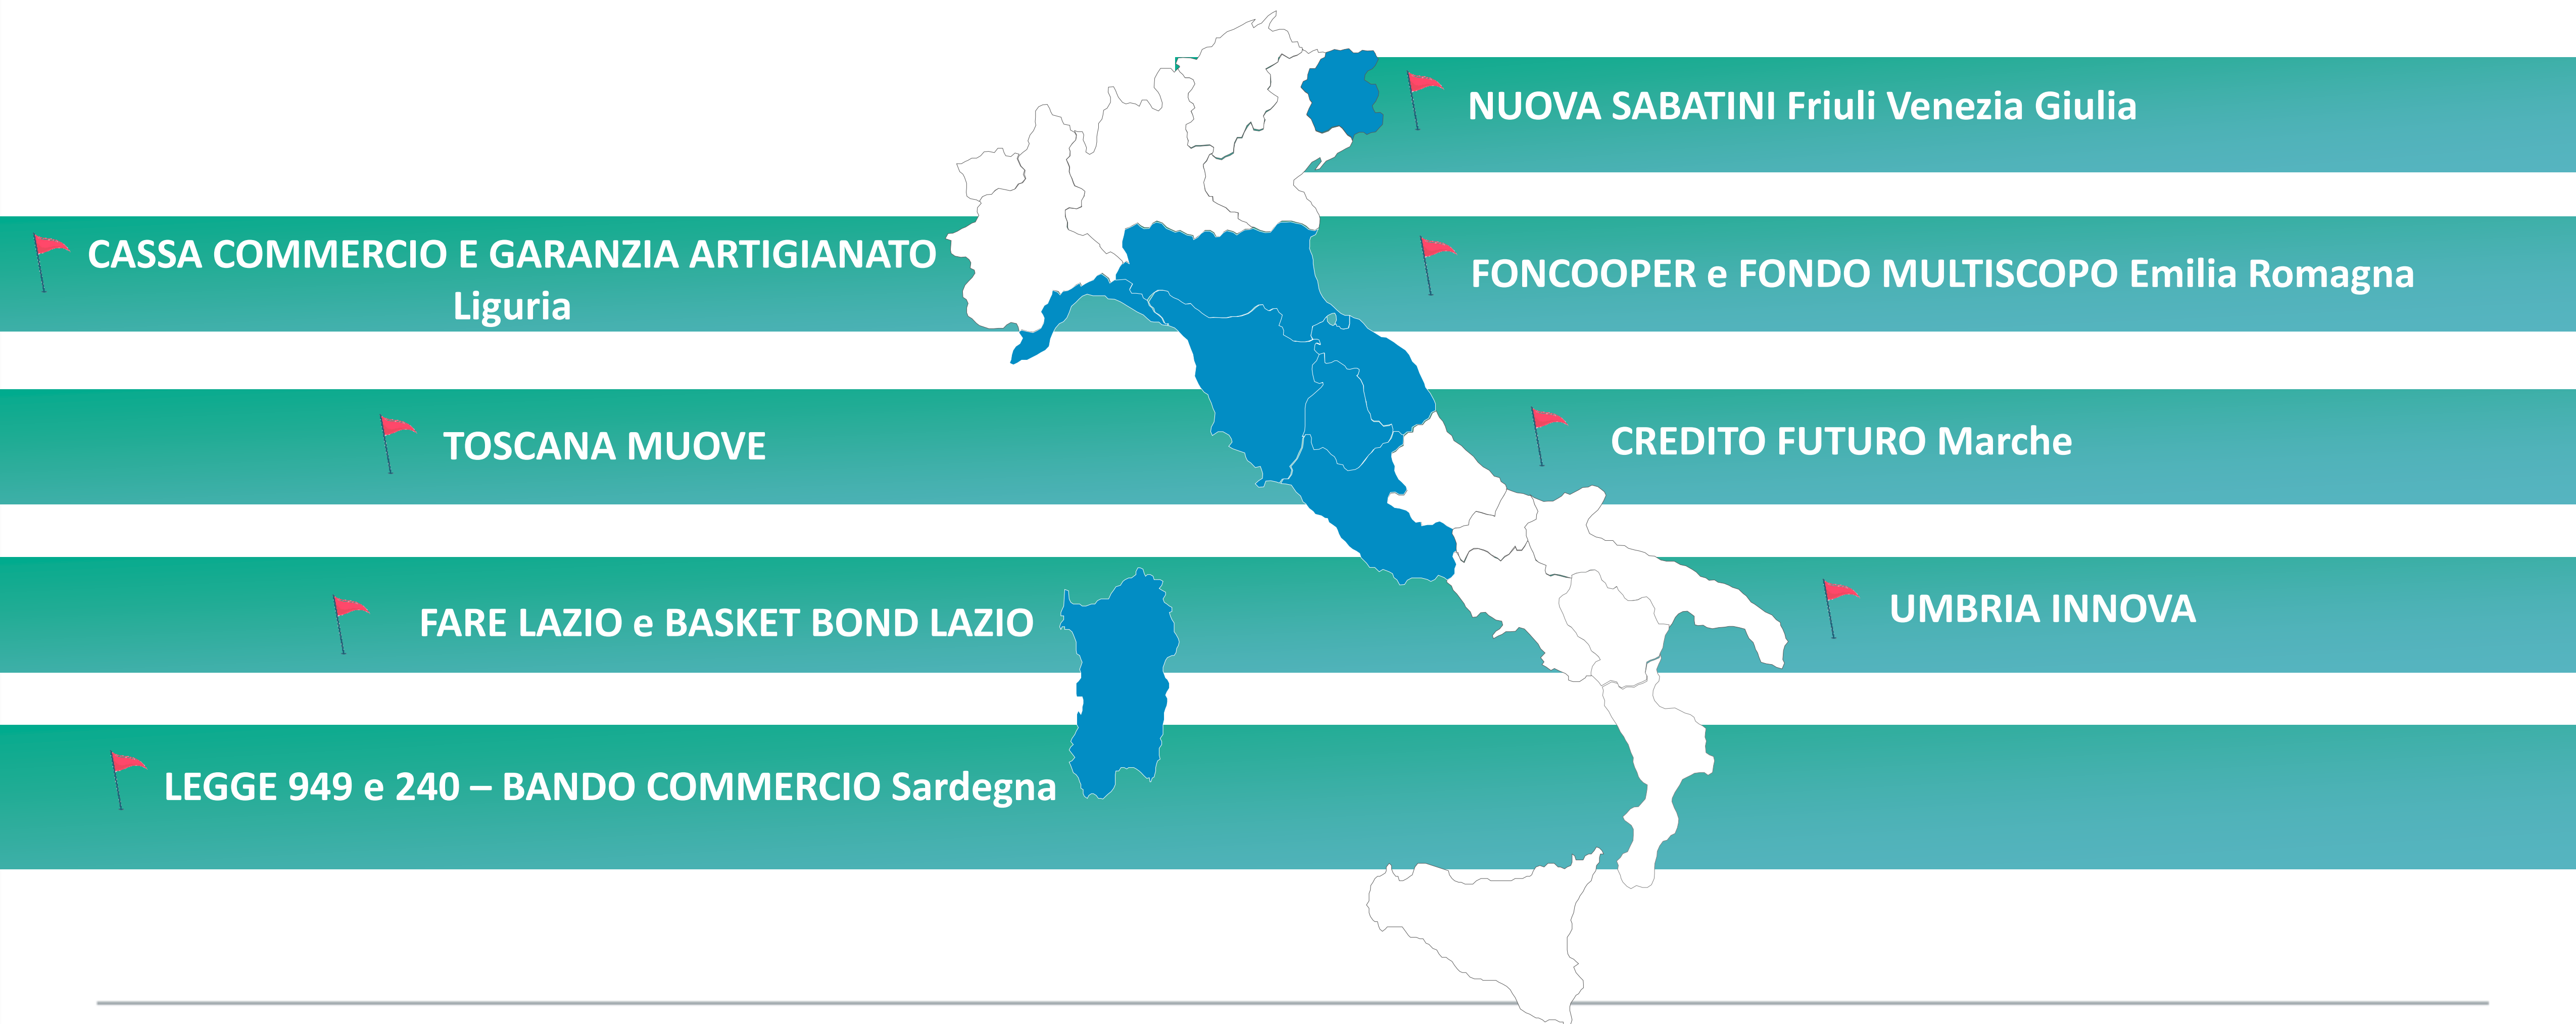 NUOVA SABATINI Friuli Venezia Giulia
CASSA COMMERCIO E GARANZIA ARTIGIANATO
Liguria
FONCOOPER e FONDO MULTISCOPO Emilia Romagna
TOSCANA MUOVE
CREDITO FUTURO Marche
FARE LAZIO e BASKET BOND LAZIO
UMBRIA INNOVA
LEGGE 949 e 240 – BANDO COMMERCIO Sardegna